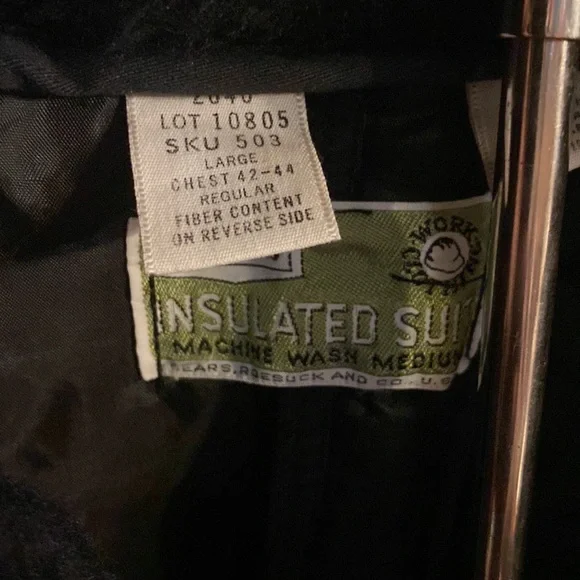 LOT 10805
SKU 503
LARGE
CHEST 42-44
REGULAR
FIBER CONTENT
ON REVERSE SIDE
WORK
INSULATED SUIT
MACHINE WASH MEDIUM
SEARS, ROEBUCK AND CO. U.S.